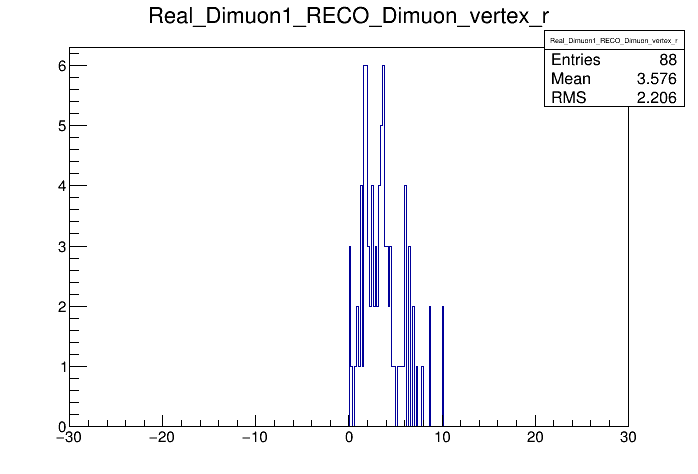 Real_Dimuon1_RECO_Dimuon_vertex_r
Real_Dimuon1_RECO_Dimuon_vertex_r
Entries 88
Mean 3.576
RMS 2.206
6
5
4
3
2
1
0
−30 −20 −10 0 10 20 30